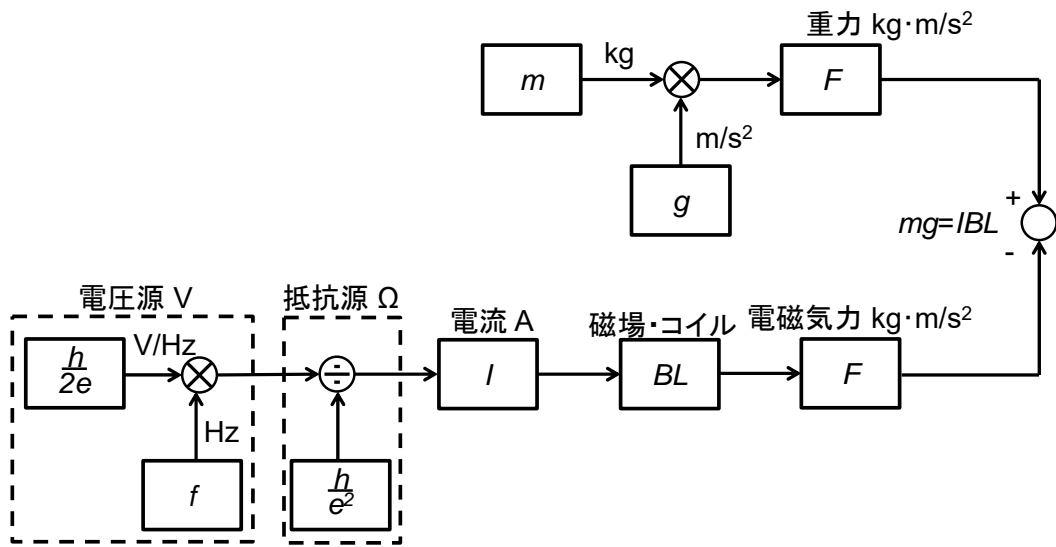 重力 kg·m/s²
m
kg
F
m/s²
g
+
mg=IBL
-
電圧源 V
抵抗源 Ω
電流 A
磁場・コイル
電磁気力 kg·m/s²
h
2e
V/Hz
I
BL
F
Hz
f
h
e²